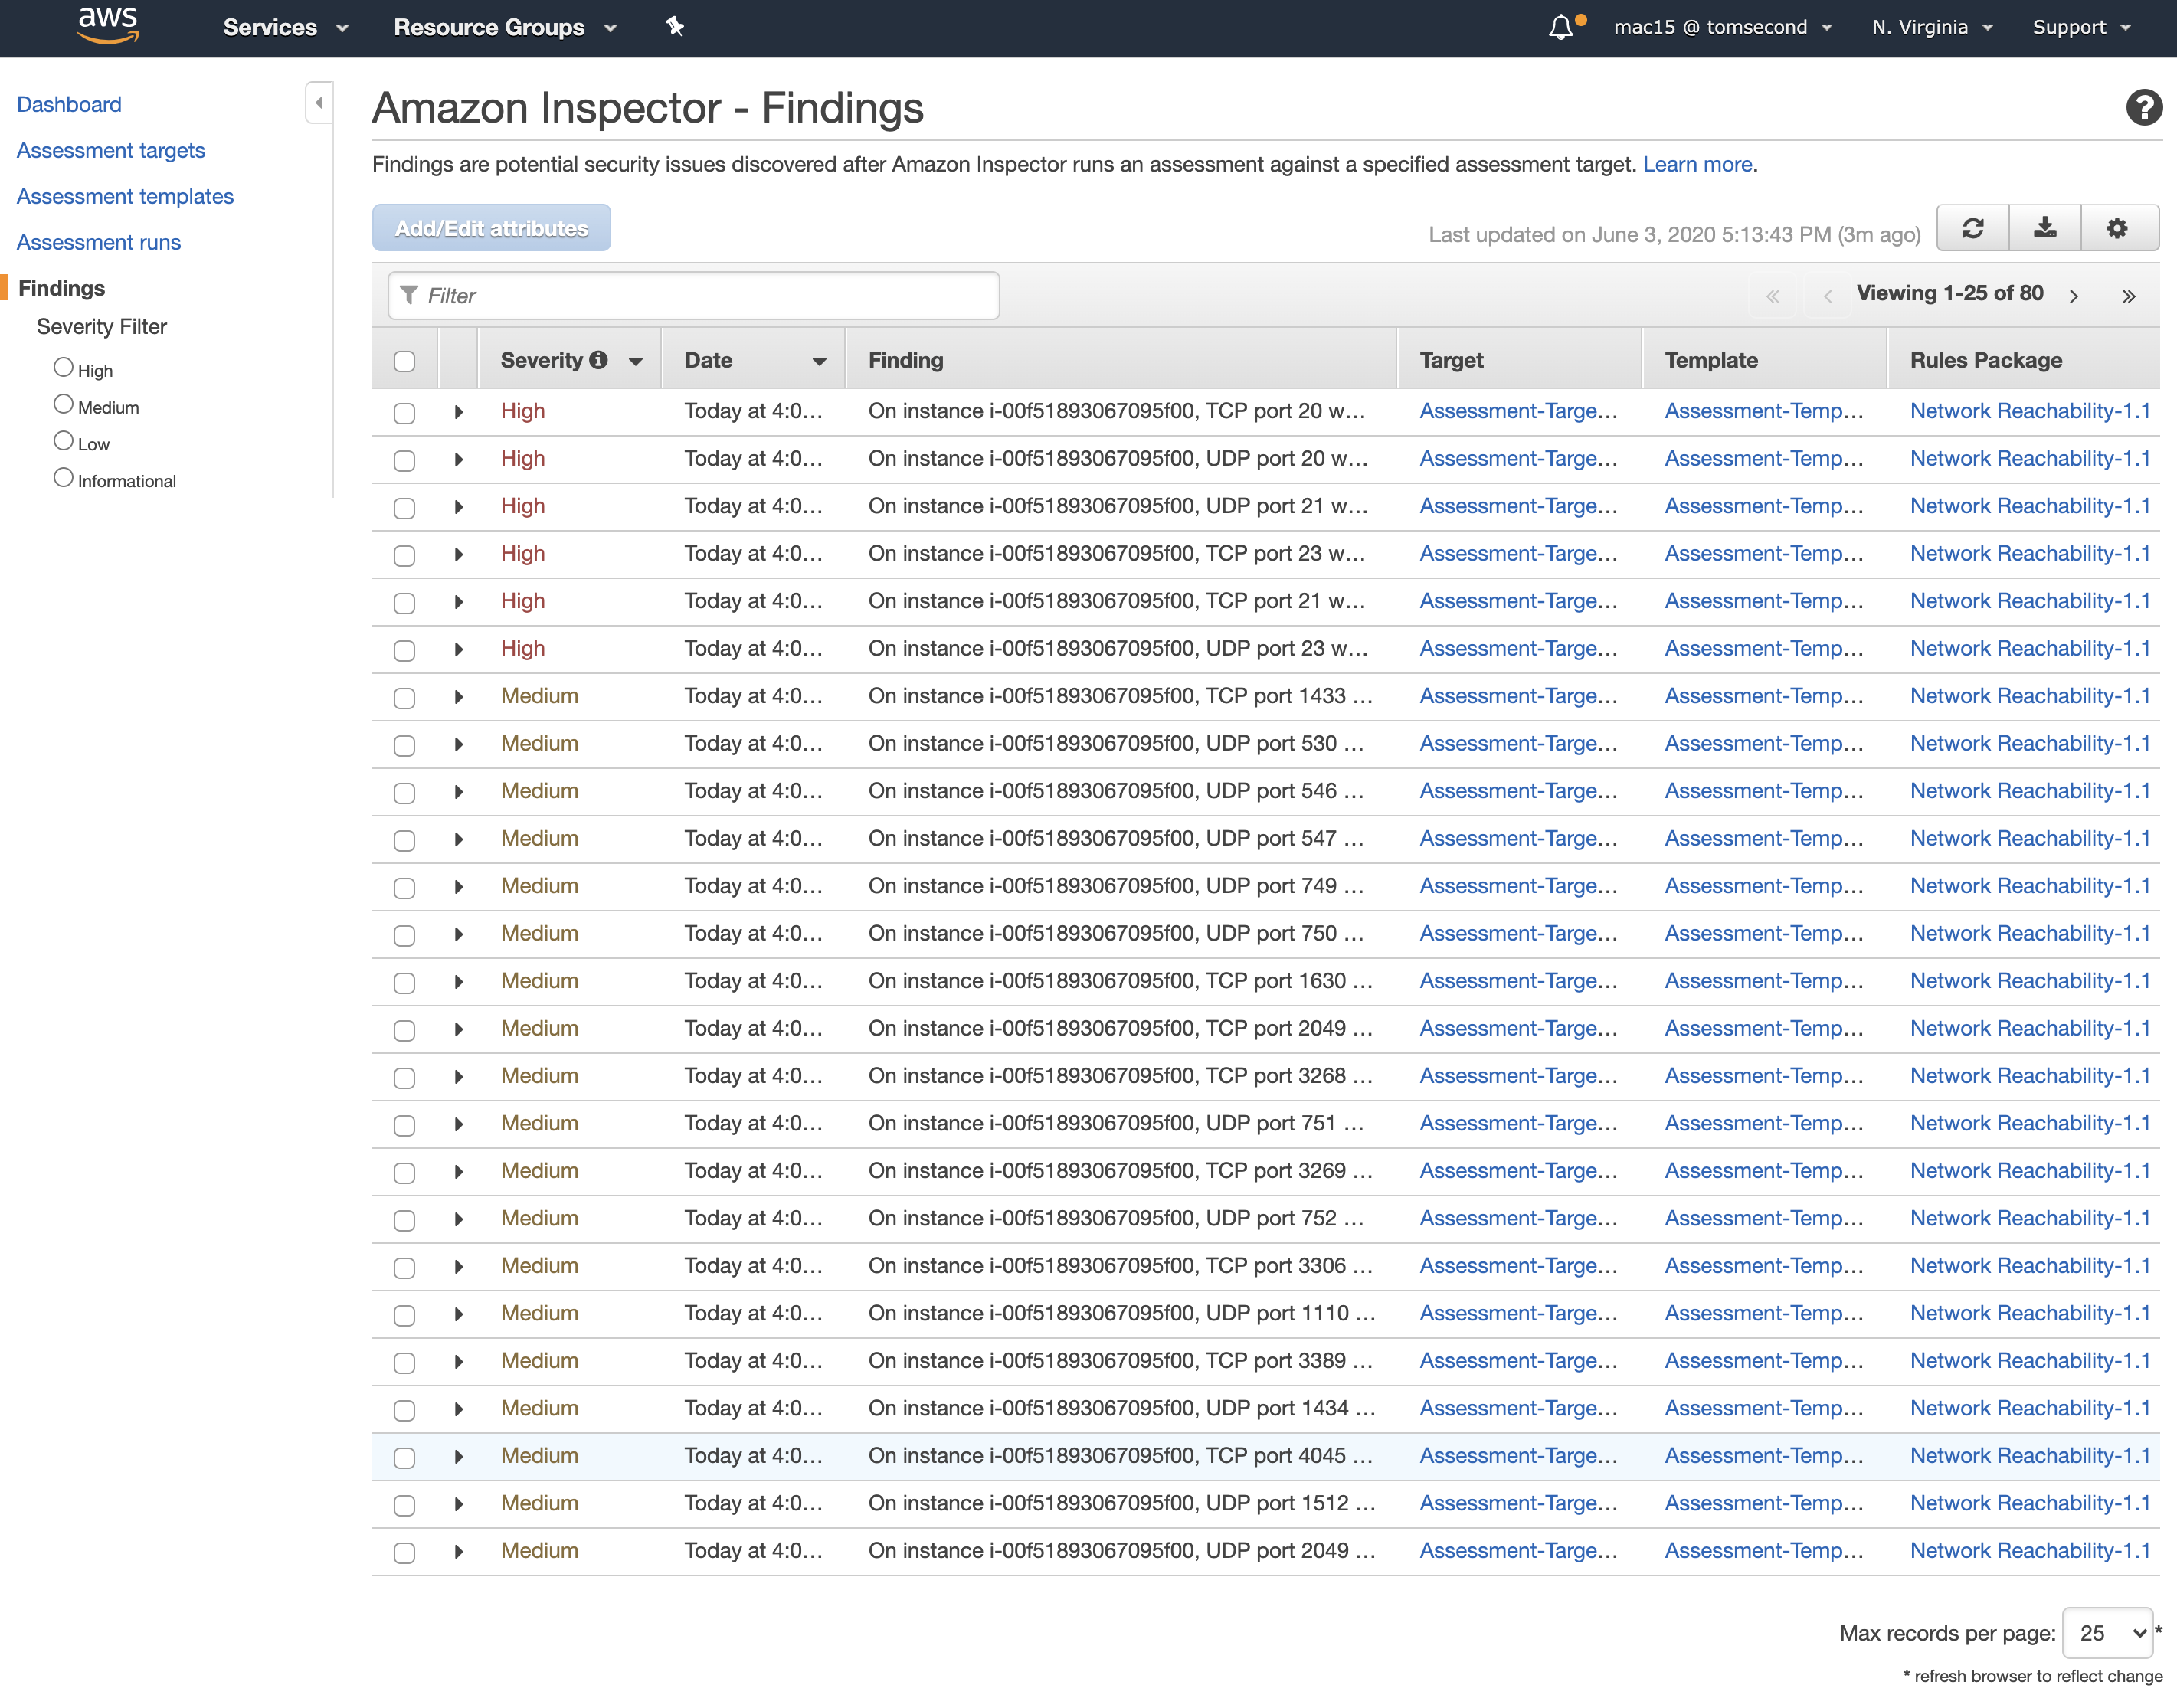 aws Services Resource Groups mac15 @ tomsecond N. Virginia Support
Dashboard
Assessment targets
Assessment templates
Assessment runs
Findings
Severity Filter
High
Medium
Low
Informational
Amazon Inspector - Findings
Findings are potential security issues discovered after Amazon Inspector runs an assessment against a specified assessment target. Learn more.
Add/Edit attributes Last updated on June 3, 2020 5:13:43 PM (3m ago)
Filter Viewing 1-25 of 80
Severity Date Finding Target Template Rules Package
High Today at 4:0... On instance i-00f51893067095f00, TCP port 20 w... Assessment-Targe... Assessment-Temp... Network Reachability-1.1
High Today at 4:0... On instance i-00f51893067095f00, UDP port 20 w... Assessment-Targe... Assessment-Temp... Network Reachability-1.1
High Today at 4:0... On instance i-00f51893067095f00, UDP port 21 w... Assessment-Targe... Assessment-Temp... Network Reachability-1.1
High Today at 4:0... On instance i-00f51893067095f00, TCP port 23 w... Assessment-Targe... Assessment-Temp... Network Reachability-1.1
High Today at 4:0... On instance i-00f51893067095f00, TCP port 21 w... Assessment-Targe... Assessment-Temp... Network Reachability-1.1
High Today at 4:0... On instance i-00f51893067095f00, UDP port 23 w... Assessment-Targe... Assessment-Temp... Network Reachability-1.1
Medium Today at 4:0... On instance i-00f51893067095f00, TCP port 1433 ... Assessment-Targe... Assessment-Temp... Network Reachability-1.1
Medium Today at 4:0... On instance i-00f51893067095f00, UDP port 530 ... Assessment-Targe... Assessment-Temp... Network Reachability-1.1
Medium Today at 4:0... On instance i-00f51893067095f00, UDP port 546 ... Assessment-Targe... Assessment-Temp... Network Reachability-1.1
Medium Today at 4:0... On instance i-00f51893067095f00, UDP port 547 ... Assessment-Targe... Assessment-Temp... Network Reachability-1.1
Medium Today at 4:0... On instance i-00f51893067095f00, UDP port 749 ... Assessment-Targe... Assessment-Temp... Network Reachability-1.1
Medium Today at 4:0... On instance i-00f51893067095f00, UDP port 750 ... Assessment-Targe... Assessment-Temp... Network Reachability-1.1
Medium Today at 4:0... On instance i-00f51893067095f00, TCP port 1630 ... Assessment-Targe... Assessment-Temp... Network Reachability-1.1
Medium Today at 4:0... On instance i-00f51893067095f00, TCP port 2049 ... Assessment-Targe... Assessment-Temp... Network Reachability-1.1
Medium Today at 4:0... On instance i-00f51893067095f00, TCP port 3268 ... Assessment-Targe... Assessment-Temp... Network Reachability-1.1
Medium Today at 4:0... On instance i-00f51893067095f00, UDP port 751 ... Assessment-Targe... Assessment-Temp... Network Reachability-1.1
Medium Today at 4:0... On instance i-00f51893067095f00, TCP port 3269 ... Assessment-Targe... Assessment-Temp... Network Reachability-1.1
Medium Today at 4:0... On instance i-00f51893067095f00, UDP port 752 ... Assessment-Targe... Assessment-Temp... Network Reachability-1.1
Medium Today at 4:0... On instance i-00f51893067095f00, TCP port 3306 ... Assessment-Targe... Assessment-Temp... Network Reachability-1.1
Medium Today at 4:0... On instance i-00f51893067095f00, UDP port 1110 ... Assessment-Targe... Assessment-Temp... Network Reachability-1.1
Medium Today at 4:0... On instance i-00f51893067095f00, TCP port 3389 ... Assessment-Targe... Assessment-Temp... Network Reachability-1.1
Medium Today at 4:0... On instance i-00f51893067095f00, UDP port 1434 ... Assessment-Targe... Assessment-Temp... Network Reachability-1.1
Medium Today at 4:0... On instance i-00f51893067095f00, TCP port 4045 ... Assessment-Targe... Assessment-Temp... Network Reachability-1.1
Medium Today at 4:0... On instance i-00f51893067095f00, UDP port 1512 ... Assessment-Targe... Assessment-Temp... Network Reachability-1.1
Medium Today at 4:0... On instance i-00f51893067095f00, UDP port 2049 ... Assessment-Targe... Assessment-Temp... Network Reachability-1.1
Max records per page: 25 *
* refresh browser to reflect change